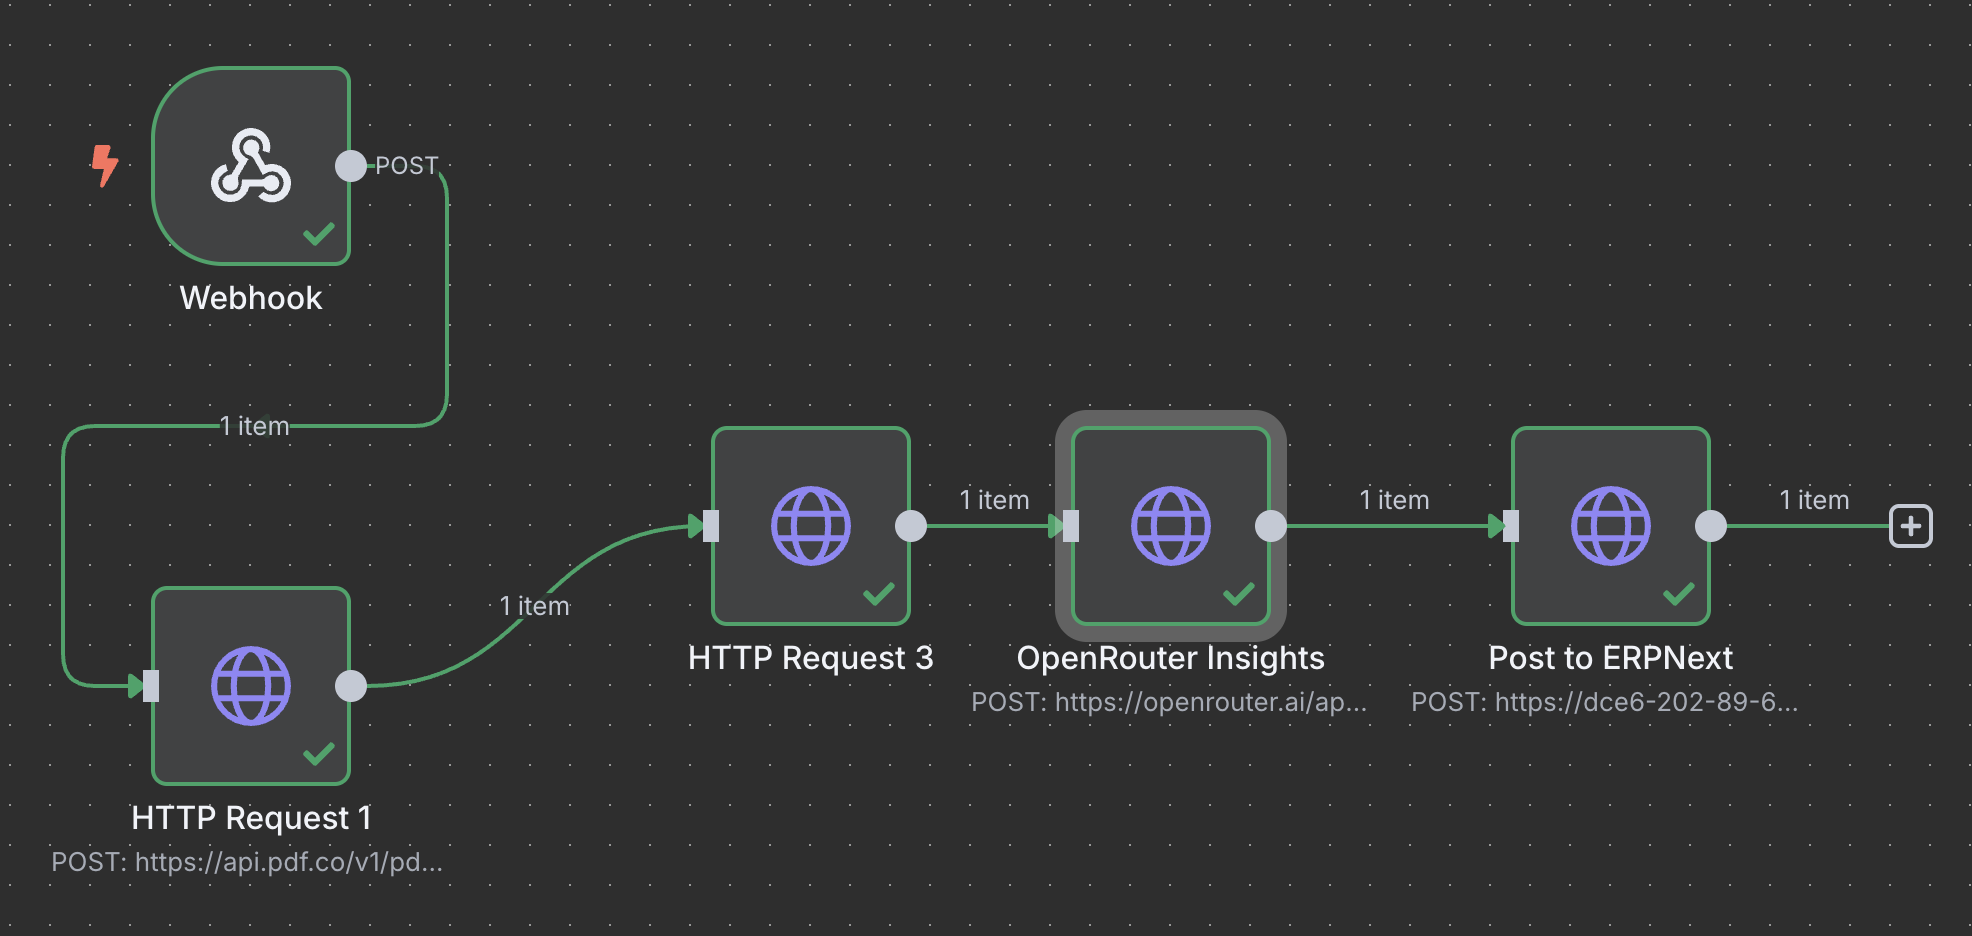 POST
Webhook
1 item
1 item
HTTP Request 1
POST: https://api.pdf.co/v1/pd...
HTTP Request 3
1 item
OpenRouter Insights
POST: https://openrouter.ai/ap...
1 item
Post to ERPNext
POST: https://dce6-202-89-6...
1 item